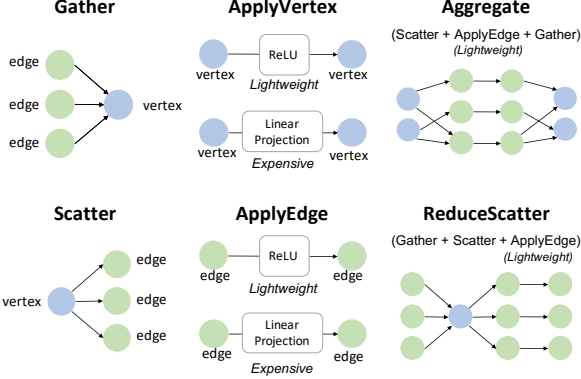 Gather
edge
edge
edge
vertex
ApplyVertex
ReLU
vertex
vertex
Lightweight
Linear
Projection
vertex
vertex
Expensive
Aggregate
(Scatter + ApplyEdge + Gather)
(Lightweight)
Scatter
vertex
edge
edge
edge
ApplyEdge
ReLU
edge
edge
Lightweight
Linear
Projection
edge
edge
Expensive
ReduceScatter
(Gather + Scatter + ApplyEdge)
(Lightweight)